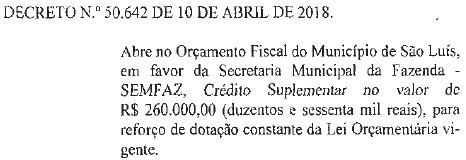 DECRETO N.º 50.642 DE 10 DE ABRIL DE 2018.
Abre no Orçamento Fiscal do Município de São Luís,
em favor da Secretaria Municipal da Fazenda -
SEMFAZ, Crédito Suplementar no valor de
R$ 260.000,00 (duzentos e sessenta mil reais), para
reforço de dotação constante da Lei Orçamentária vi-
gente.